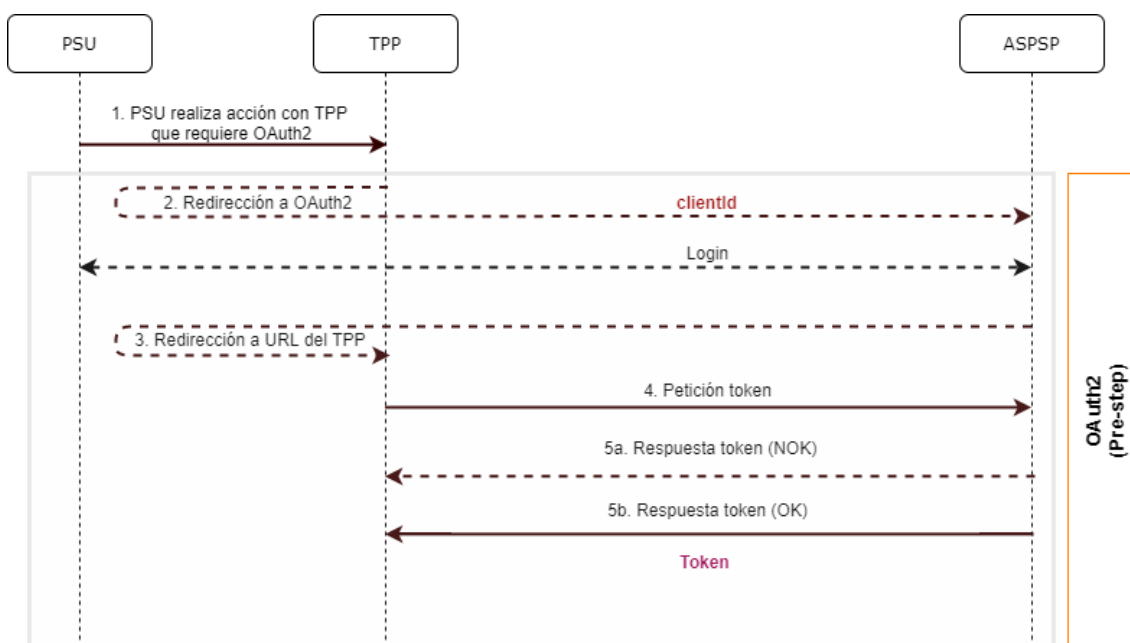 PSU
TPP
ASPSP
1. PSU realiza acción con TPP
que requiere OAuth2
2. Redirección a OAuth2
clientId
Login
3. Redirección a URL del TPP
4. Petición token
5a. Respuesta token (NOK)
5b. Respuesta token (OK)
Token
OAuth2
(Pre-step)